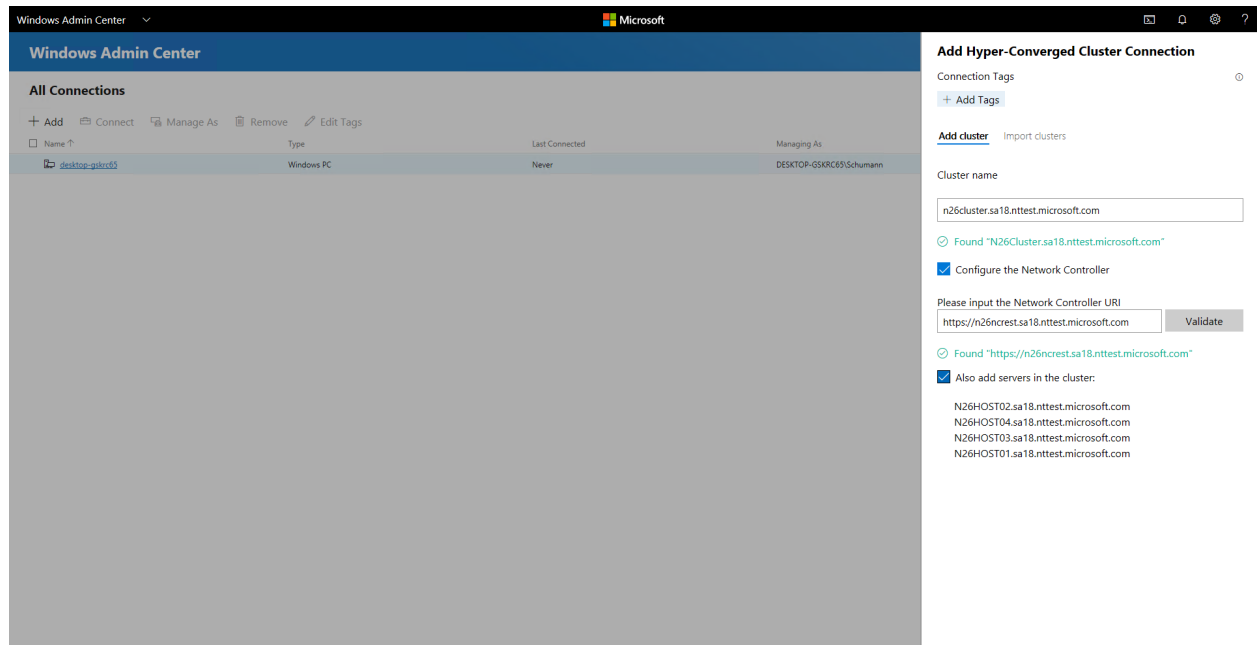 Windows Admin Center
Microsoft
?
Windows Admin Center
All Connections
+ Add Connect Manage As Remove Edit Tags
Name ↑ Type Last Connected Managing As
desktop-gskrc65 Windows PC Never DESKTOP-GSKRC65\Schumann
Add Hyper-Converged Cluster Connection
Connection Tags
+ Add Tags
Add cluster Import clusters
Cluster name
n26cluster.sa18.nttest.microsoft.com
Found "N26Cluster.sa18.nttest.microsoft.com"
Configure the Network Controller
Please input the Network Controller URI
https://n26ncrest.sa18.nttest.microsoft.com Validate
Found "https://n26ncrest.sa18.nttest.microsoft.com"
Also add servers in the cluster:
N26HOST02.sa18.nttest.microsoft.com
N26HOST04.sa18.nttest.microsoft.com
N26HOST03.sa18.nttest.microsoft.com
N26HOST01.sa18.nttest.microsoft.com